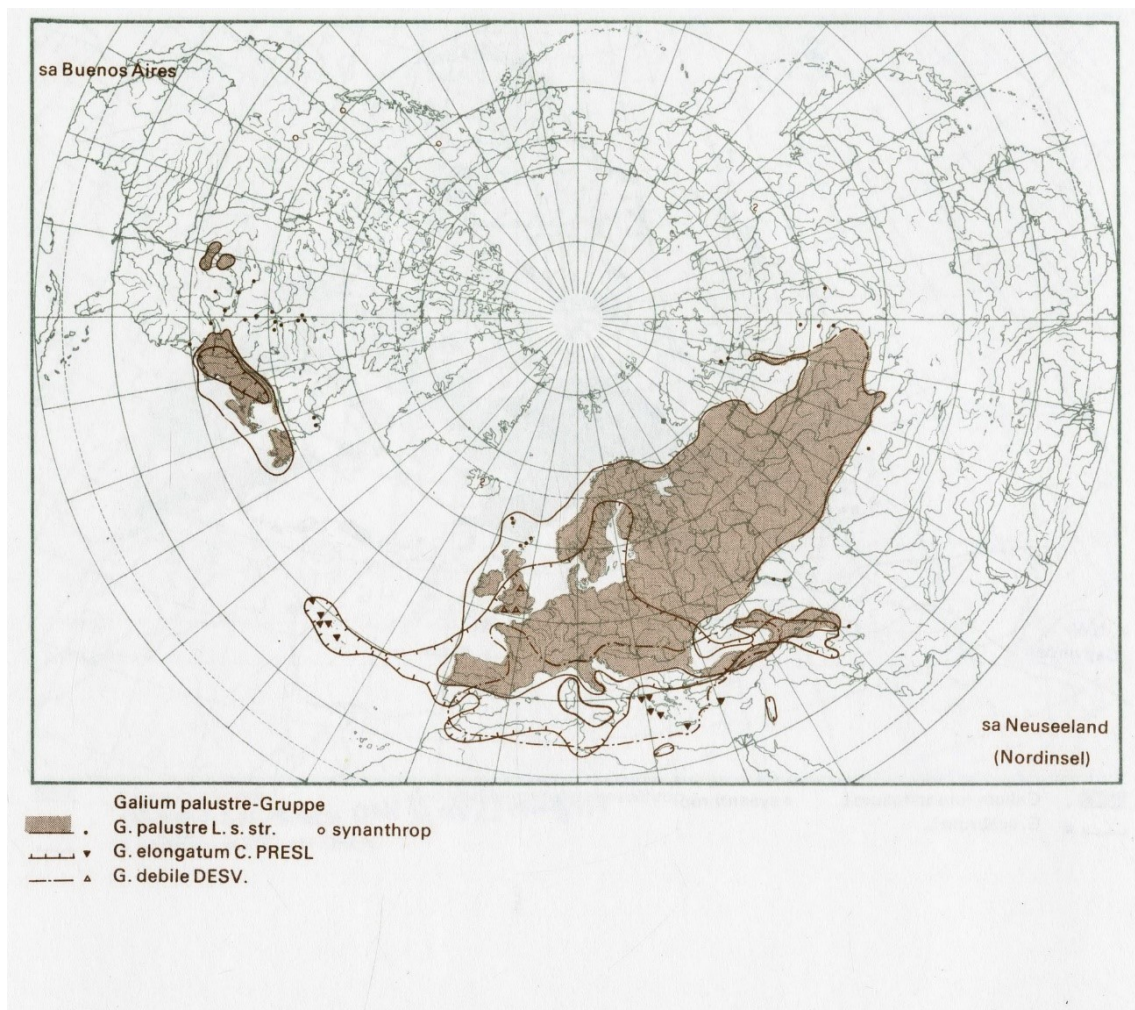 sa Buenos Aires
sa Neuseeland
(Nordinsel)
Galium palustre-Gruppe
G. palustre L. s. str. synanthrop
G. elongatum C. PRESL
G. debile DESV.